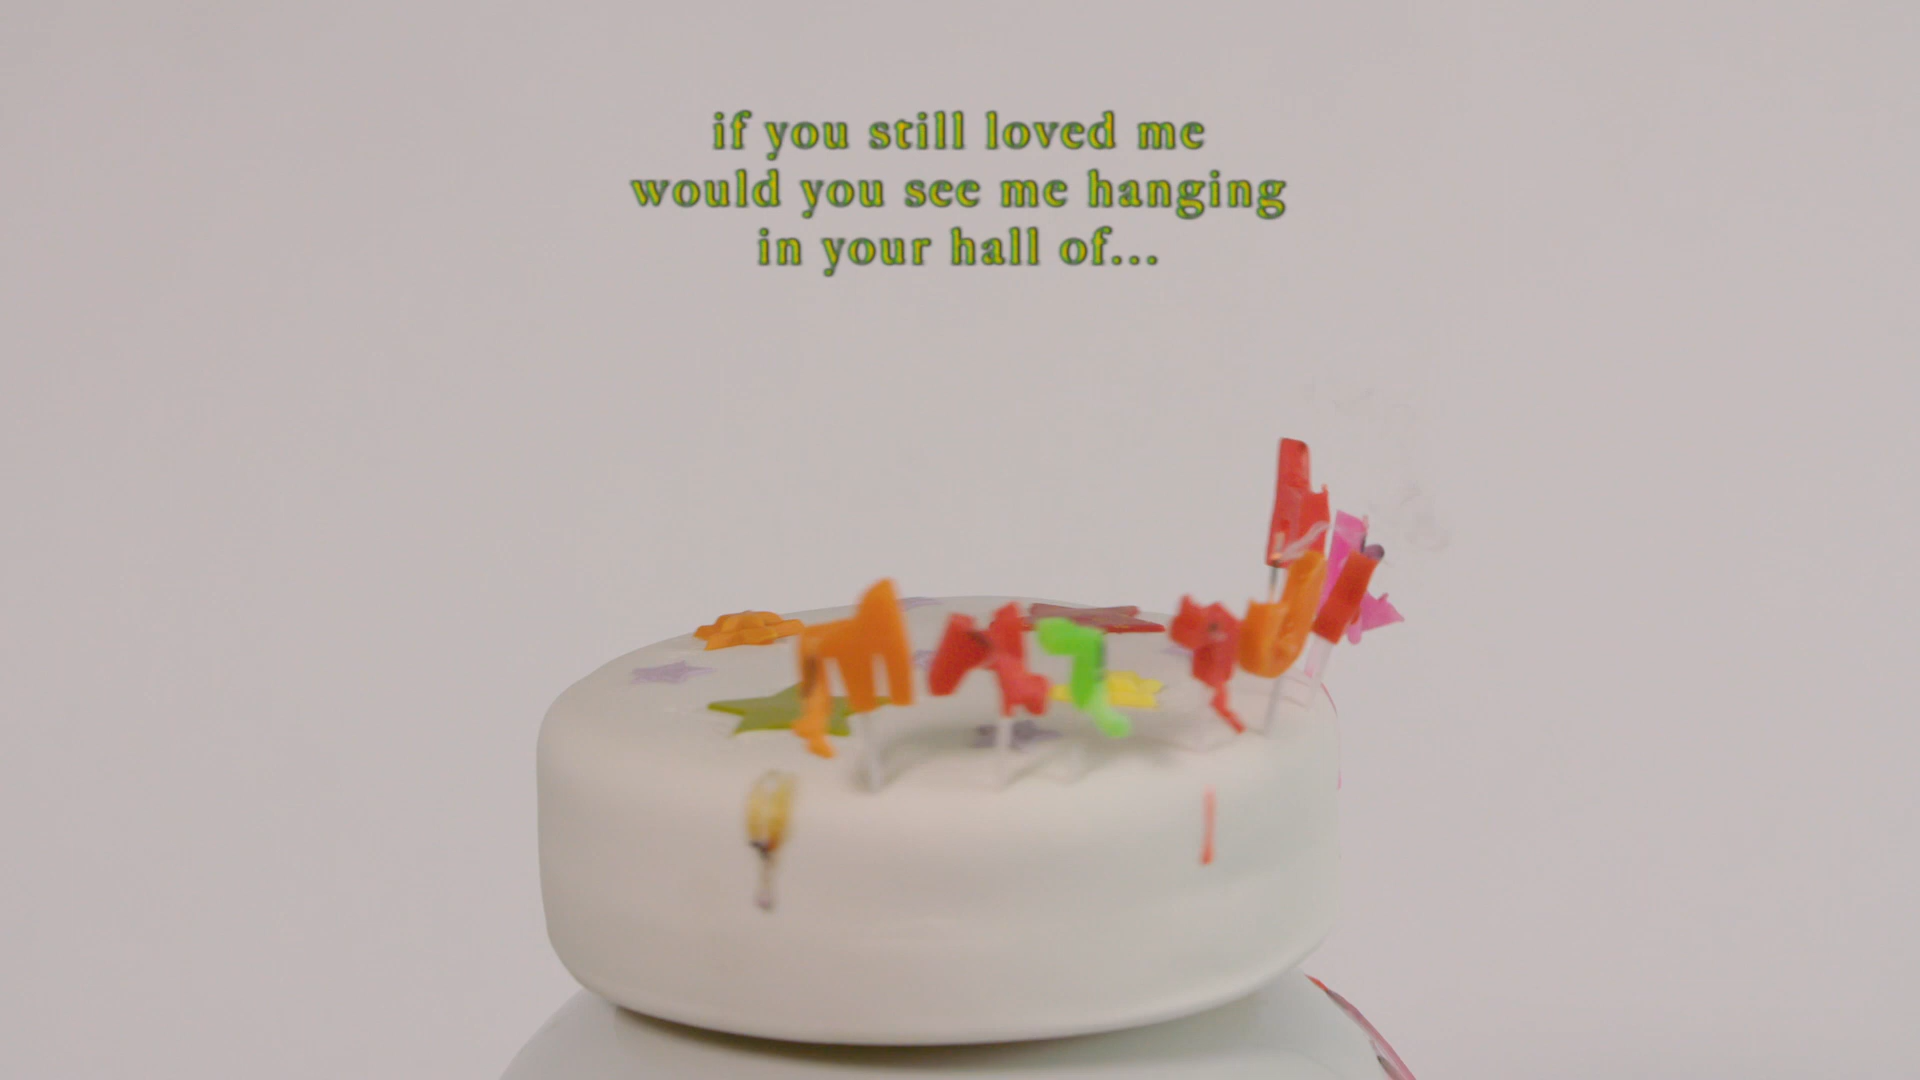 if you still loved me
would you see me hanging
in your hall of...